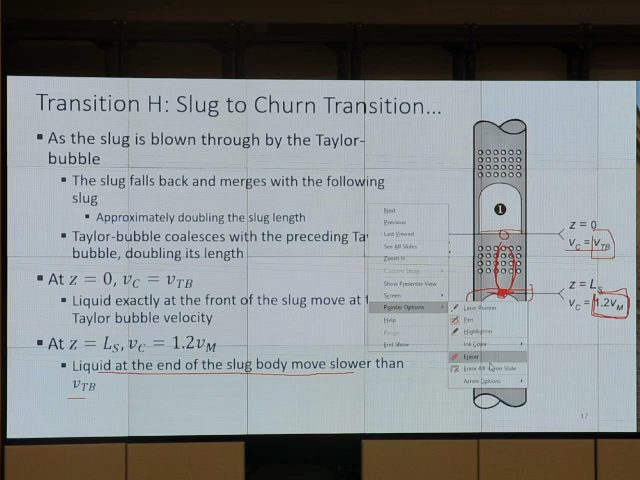 Transition H: Slug to Churn Transition...
▪ As the slug is blown through by the Taylor-
bubble
▪ The slug falls back and merges with the following
slug
▪ Approximately doubling the slug length
▪ Taylor-bubble coalesces with the preceding Ta
bubble, doubling its length
▪ At z = 0, v_C = v_TB
▪ Liquid exactly at the front of the slug move at t
Taylor bubble velocity
▪ At z = L_S, v_C = 1.2v_M
▪ Liquid at the end of the slug body move slower than
v_TB
Next
Previous
Last Viewed
See All Slides
Zoom In
Custom Show
Show Presenter View
Screen
Pointer Options
Help
Pause
End Show
Laser Pointer
Pen
Highlighter
Ink Color
Eraser
Erase All Ink on Slide
Arrow Options
1
z = 0
v_C = v_TB
z = L_S
v_C = 1.2v_M
17